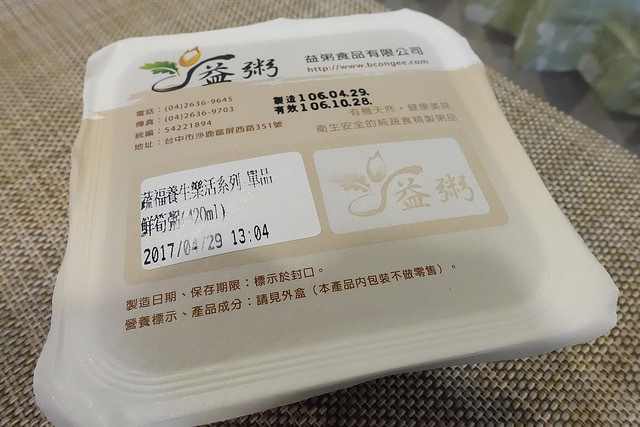 益粥
益粥食品有限公司
http://www.bcongee.com
電話：(04)2636-9645
傳真：(04)2636-9703
統編：54221894
地址：台中市沙鹿區屏西路351號
製造106.04.29.
有效106.10.28.
有機天然・健康美味
衛生安全的純蔬食精製粥品
蔬福養生樂活系列-單品
鮮筍粥(420ml)
2017/04/29 13:04
益粥
製造日期、保存期限：標示於封口。
營養標示、產品成分：請見外盒（本產品內包裝不做零售）。